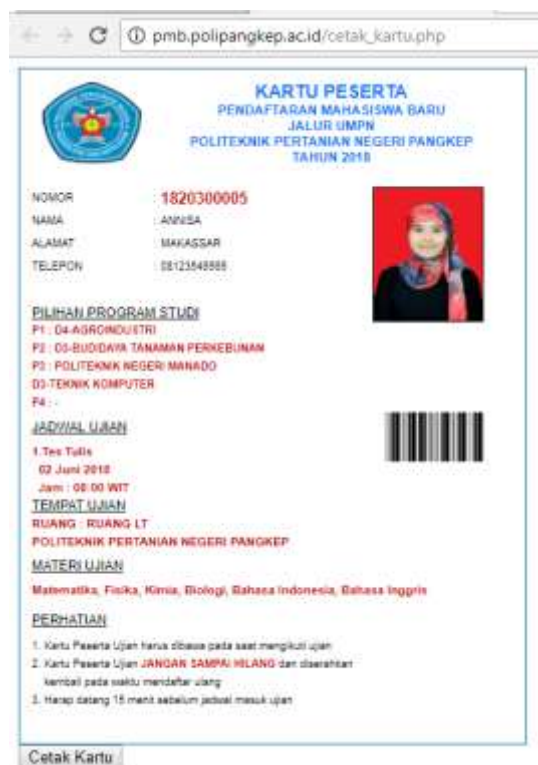 pmb.polipangkep.ac.id/cetak_kartu.php
KARTU PESERTA
PENDAFTARAN MAHASISWA BARU
JALUR UMPN
POLITEKNIK PERTANIAN NEGERI PANGKEP
TAHUN 2018
NOMOR : 1820300005
NAMA : ANNISA
ALAMAT : MAKASSAR
TELEPON :
PILIHAN PROGRAM STUDI
P1 : D4-AGROINDUSTRI
P2 : D3-BUDIDAYA TANAMAN PERKEBUNAN
P3 : POLITEKNIK NEGERI MANADO
D3-TEKNIK KOMPUTER
P4 : -
JADWAL UJIAN
1.Tes Tulis
02 Juni 2018
Jam : 08:00 WIT
TEMPAT UJIAN
RUANG : RUANG LT
POLITEKNIK PERTANIAN NEGERI PANGKEP
MATERI UJIAN
Matematika, Fisika, Kimia, Biologi, Bahasa Indonesia, Bahasa Inggris
PERHATIAN
1. Kartu Peserta Ujian harus dibawa pada saat mengikuti ujian
2. Kartu Peserta Ujian JANGAN SAMPAI HILANG dan diserahkan
kembali pada waktu mendaftar ulang
3. Harap datang 15 menit sebelum jadwal masuk ujian
Cetak Kartu